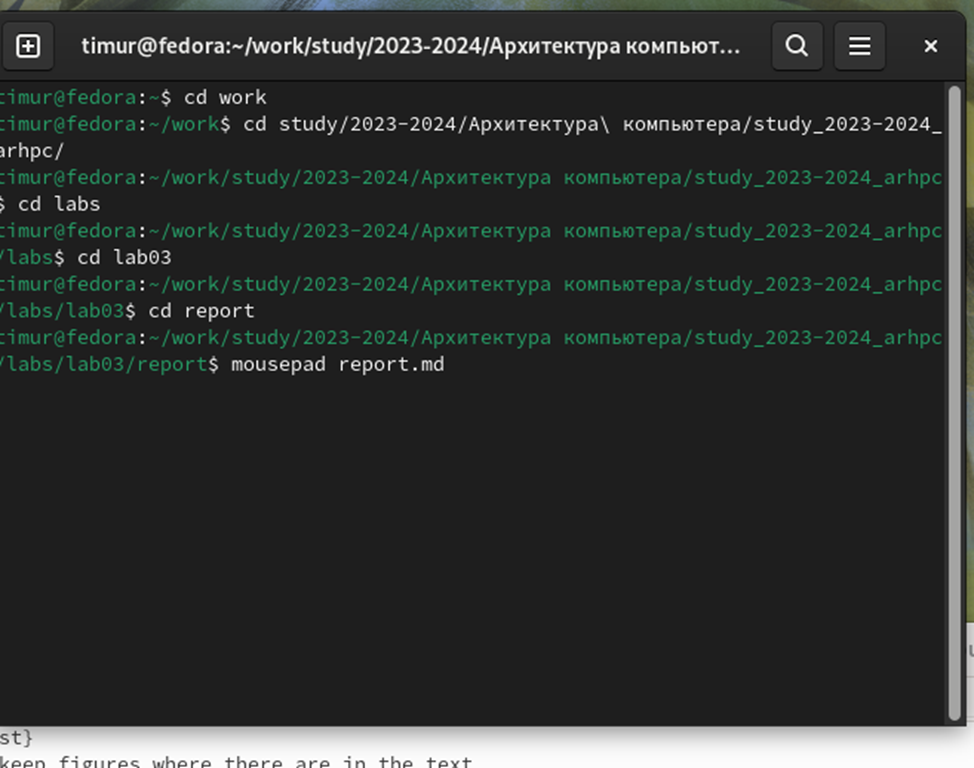 timur@fedora:~/work/study/2023-2024/Архитектура компьют...
timur@fedora:~$ cd work
timur@fedora:~/work$ cd study/2023-2024/Архитектура\ компьютера/study_2023-2024_
arhpc/
timur@fedora:~/work/study/2023-2024/Архитектура компьютера/study_2023-2024_arhpc
$ cd labs
timur@fedora:~/work/study/2023-2024/Архитектура компьютера/study_2023-2024_arhpc
/labs$ cd lab03
timur@fedora:~/work/study/2023-2024/Архитектура компьютера/study_2023-2024_arhpc
/labs/lab03$ cd report
timur@fedora:~/work/study/2023-2024/Архитектура компьютера/study_2023-2024_arhpc
/labs/lab03/report$ mousepad report.md
st}
keep figures where there are in the text